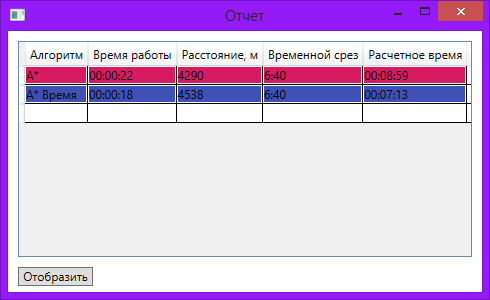 Отчет
Алгоритм Время работы Расстояние, м Временной срез Расчетное время
A* 00:00:22 4290 6:40 00:08:59
A* Время 00:00:18 4538 6:40 00:07:13
Отобразить